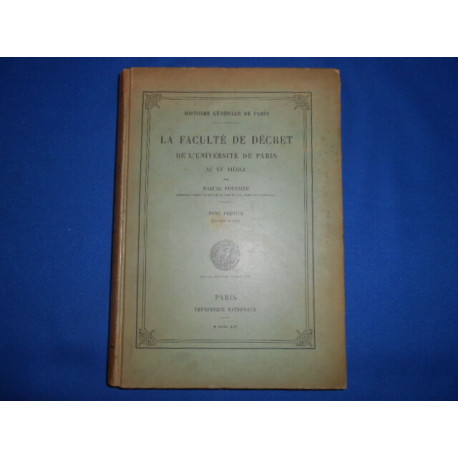 HISTOIRE GÉNÉRALE DE PARIS
LA FACULTÉ DE DÉCRET
DE L'UNIVERSITÉ DE PARIS
AU XVE SIÈCLE
PAR
MARCEL FOURNIER
TOME PREMIER
PARIS
IMPRIMERIE NATIONALE